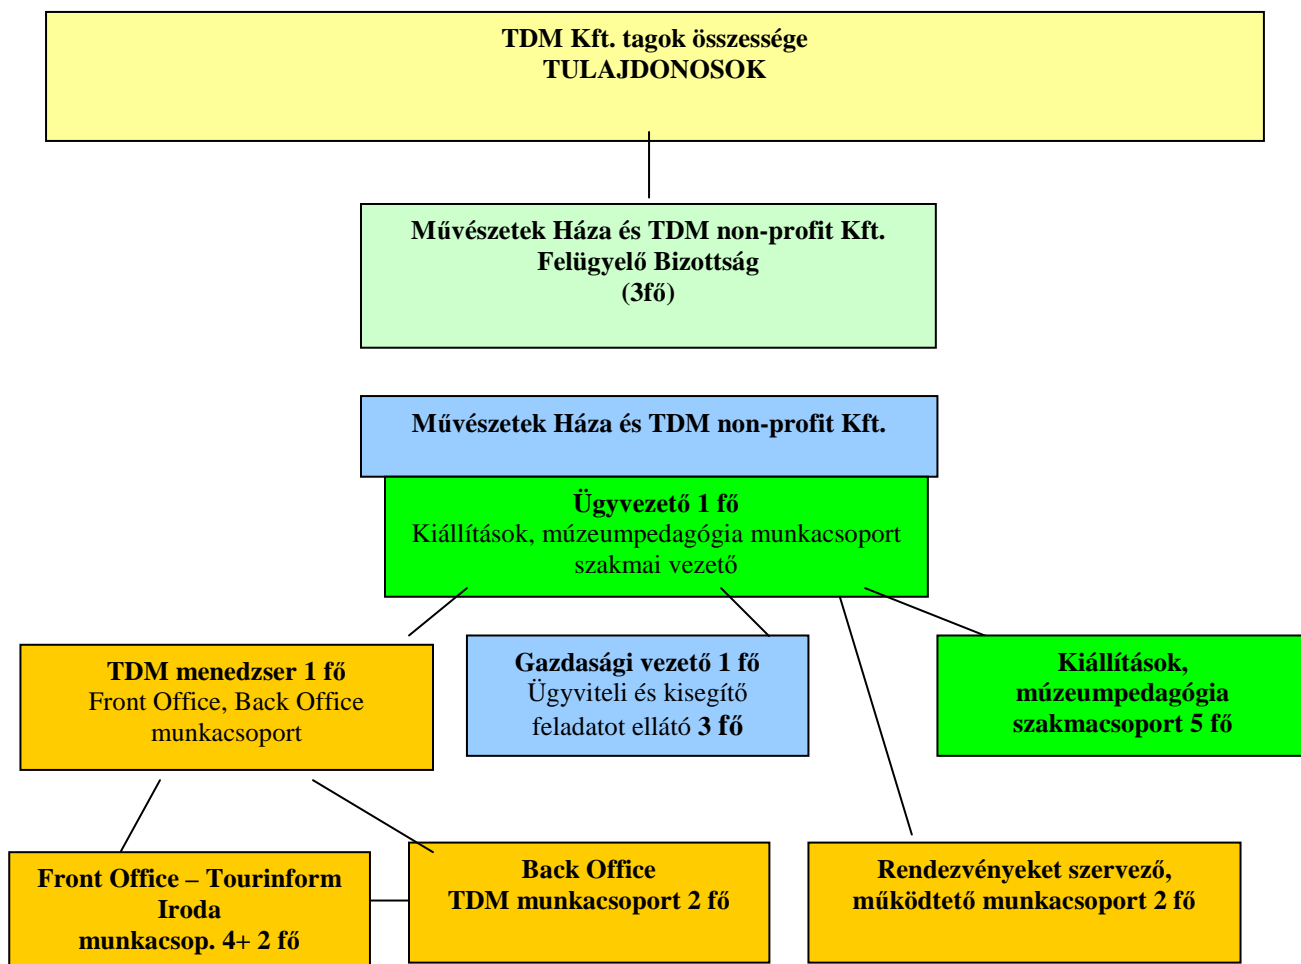 TDM Kft. tagok összessége
TULAJDONOSOK
Művészetek Háza és TDM non-profit Kft.
Felügyelő Bizottság
(3fő)
Művészetek Háza és TDM non-profit Kft.
Ügyvezető 1 fő
Kiállítások, múzeumpedagógia munkacsoport
szakmai vezető
TDM menedzser 1 fő
Front Office, Back Office
munkacsoport
Gazdasági vezető 1 fő
Ügyviteli és kisegítő
feladatot ellátó 3 fő
Kiállítások,
múzeumpedagógia
szakmacsoport 5 fő
Front Office – Tourinform
Iroda
munkacsop. 4+ 2 fő
Back Office
TDM munkacsoport 2 fő
Rendezvényeket szervező,
működtető munkacsoport 2 fő